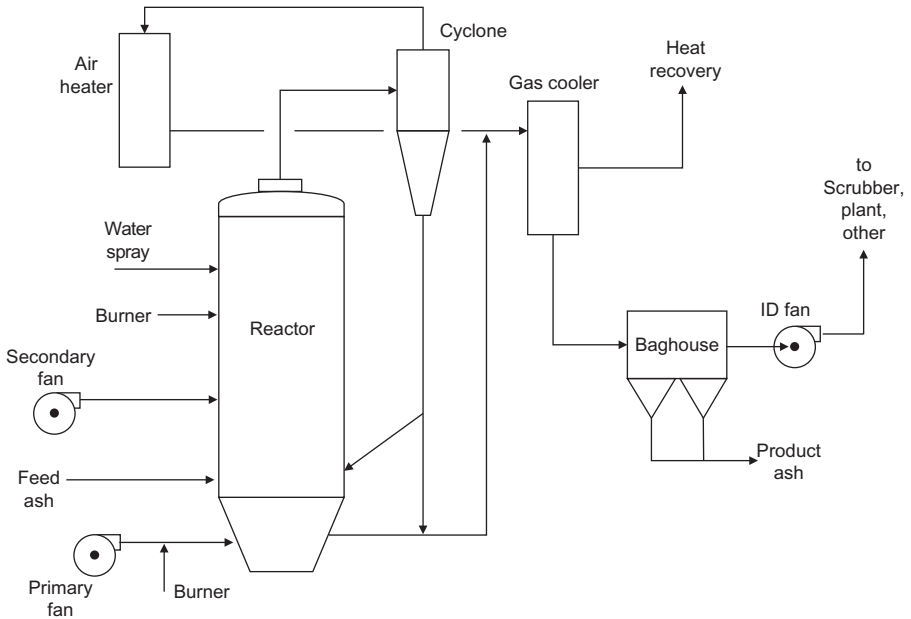 Cyclone
Air
heater
Heat
recovery
Gas cooler
to
Scrubber,
plant,
other
Water
spray
Burner
Reactor
Secondary
fan
ID fan
Baghouse
Feed
ash
Product
ash
Primary
fan
Burner